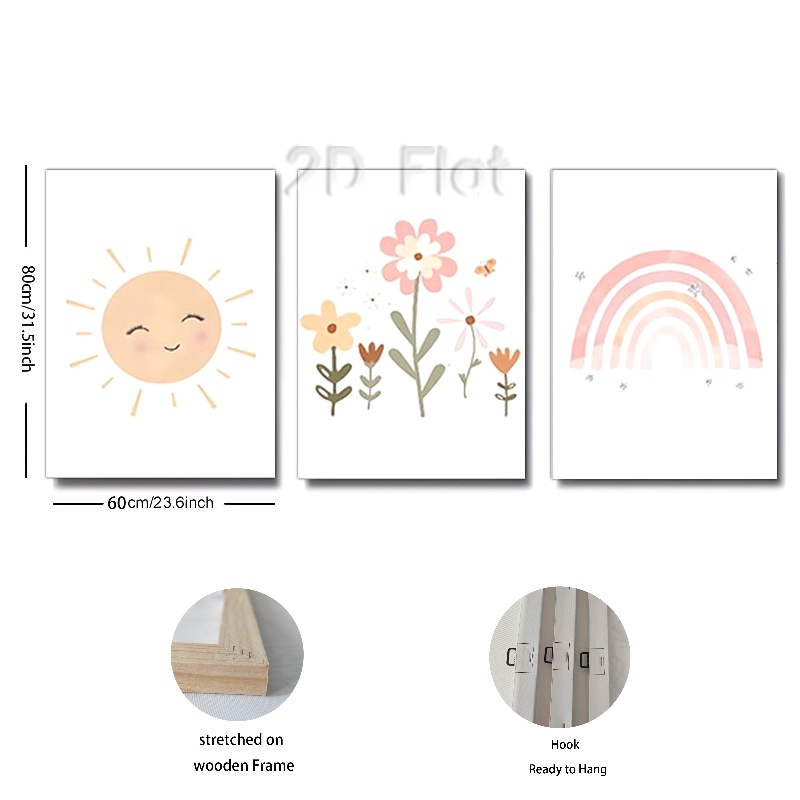 2D Flat
80cm/31.5inch
60cm/23.6inch
stretched on
wooden Frame
Hook
Ready to Hang